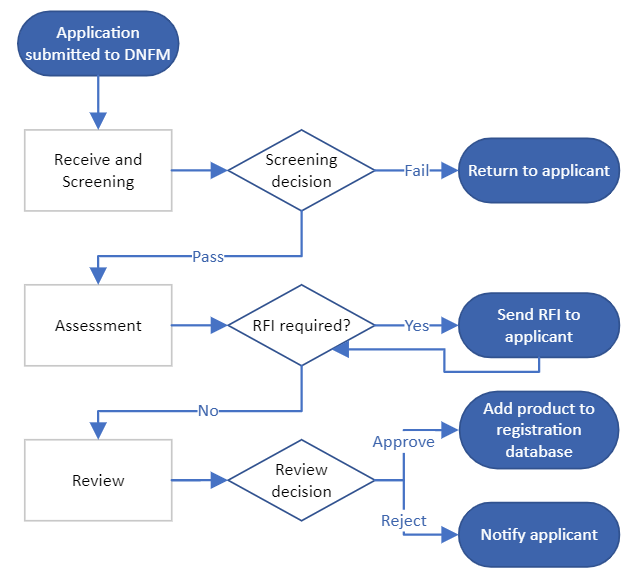 Application
submitted to DNFM
Receive and
Screening
Screening
decision
Fail
Return to applicant
Pass
Assessment
RFI required?
Yes
Send RFI to
applicant
No
Add product to
registration
database
Approve
Review
Review
decision
Reject
Notify applicant